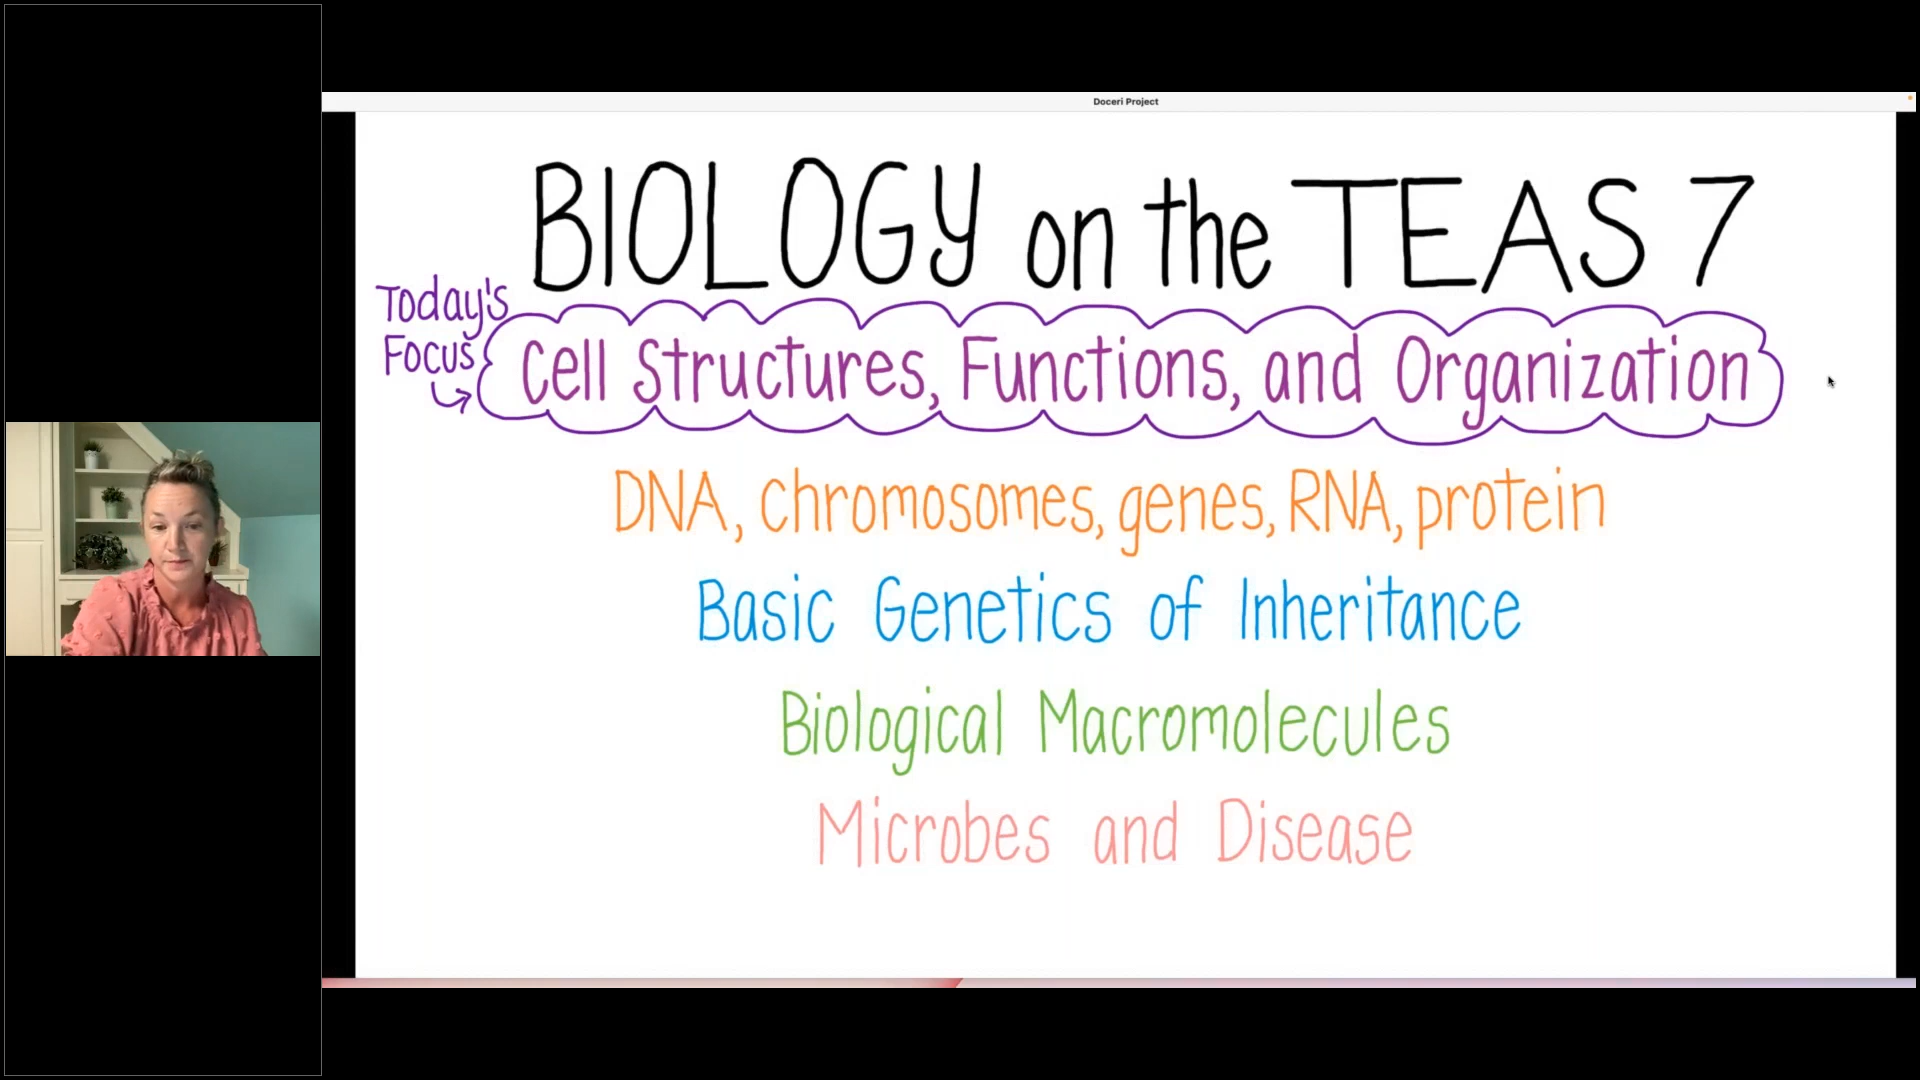 Doceri Project
BIOLOGY on the TEAS 7
Today's
Focus
Cell Structures, Functions, and Organization
DNA, chromosomes, genes, RNA, protein
Basic Genetics of Inheritance
Biological Macromolecules
Microbes and Disease